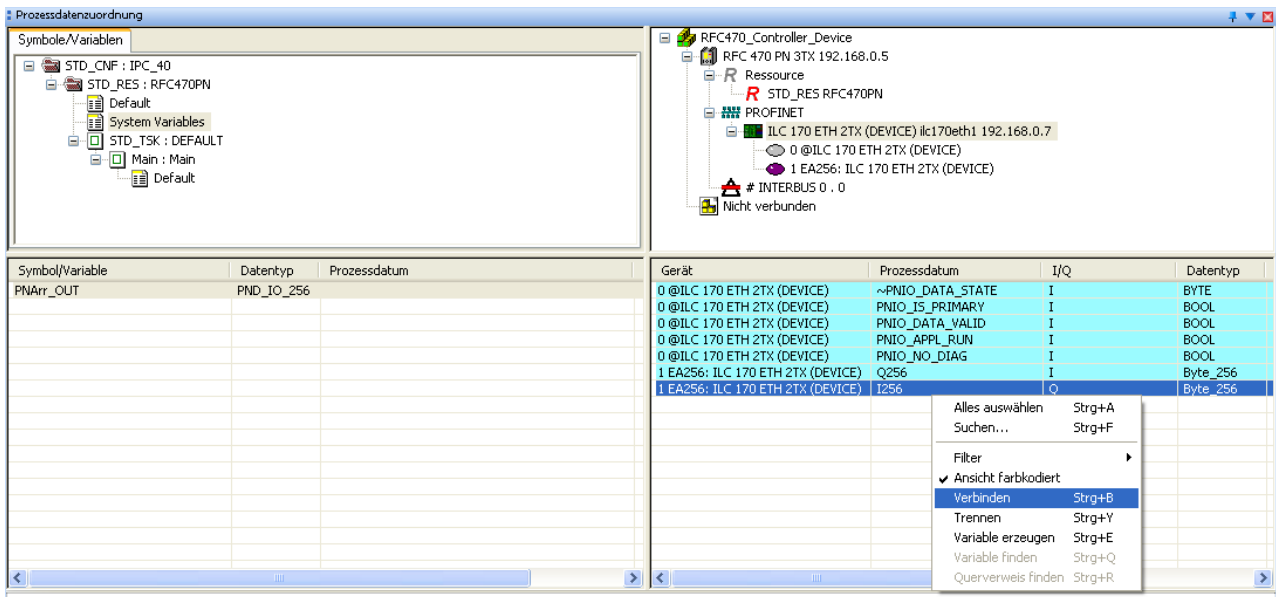 Prozessdatenzuordnung
Symbole/Variablen
STD_CNF : IPC_40
STD_RES : RFC470PN
Default
System Variables
STD_TSK : DEFAULT
Main : Main
Default
RFC470_Controller_Device
RFC 470 PN 3TX 192.168.0.5
R Ressource
R STD_RES RFC470PN
PROFINET
ILC 170 ETH 2TX (DEVICE) ilc170eth1 192.168.0.7
0 @ILC 170 ETH 2TX (DEVICE)
1 EA256: ILC 170 ETH 2TX (DEVICE)
# INTERBUS 0 . 0
Nicht verbunden
Symbol/Variable Datentyp Prozessdatum
PNArr_OUT PND_IO_256
Gerät Prozessdatum I/Q Datentyp
0 @ILC 170 ETH 2TX (DEVICE) ~PNIO_DATA_STATE I BYTE
0 @ILC 170 ETH 2TX (DEVICE) PNIO_IS_PRIMARY I BOOL
0 @ILC 170 ETH 2TX (DEVICE) PNIO_DATA_VALID I BOOL
0 @ILC 170 ETH 2TX (DEVICE) PNIO_APPL_RUN I BOOL
0 @ILC 170 ETH 2TX (DEVICE) PNIO_NO_DIAG I BOOL
1 EA256: ILC 170 ETH 2TX (DEVICE) Q256 I Byte_256
1 EA256: ILC 170 ETH 2TX (DEVICE) I256 Q Byte_256
Alles auswählen Strg+A
Suchen... Strg+F
Filter
Ansicht farbkodiert
Verbinden Strg+B
Trennen Strg+Y
Variable erzeugen Strg+E
Variable finden Strg+Q
Querverweis finden Strg+R